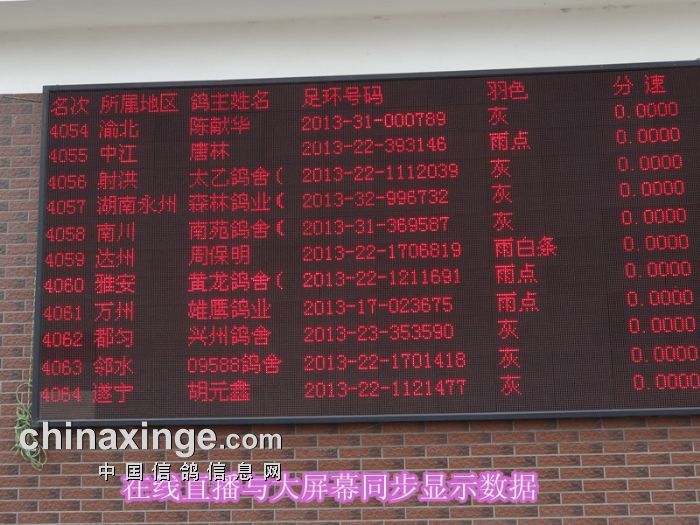 名次 所属地区 鸽主姓名 足环号码 羽色 分速
4054 渝北 陈献华 2013-31-000789 灰 0.0000
4055 中江 唐林 2013-22-393146 雨点 0.0000
4056 射洪 太乙鸽舍( 2013-22-1112039 灰 0.0000
4057 湖南永州 森林鸽业( 2013-32-996732 灰 0.0000
4058 南川 南苑鸽舍( 2013-31-369587 灰 0.0000
4059 达州 周保明 2013-22-1706819 雨白条 0.0000
4060 雅安 黄龙鸽舍( 2013-22-1211691 雨点 0.0000
4061 万州 雄鹰鸽业 2013-17-023675 雨点 0.0000
4062 都匀 兴州鸽舍 2013-23-353590 灰 0.0000
4063 邻水 09588鸽舍 2013-22-1701418 灰 0.0000
4064 遂宁 胡元鑫 2013-22-1121477 灰 0.0000
chinaxinge.com
中国信鸽信息网
在线直播与大屏幕同步显示数据